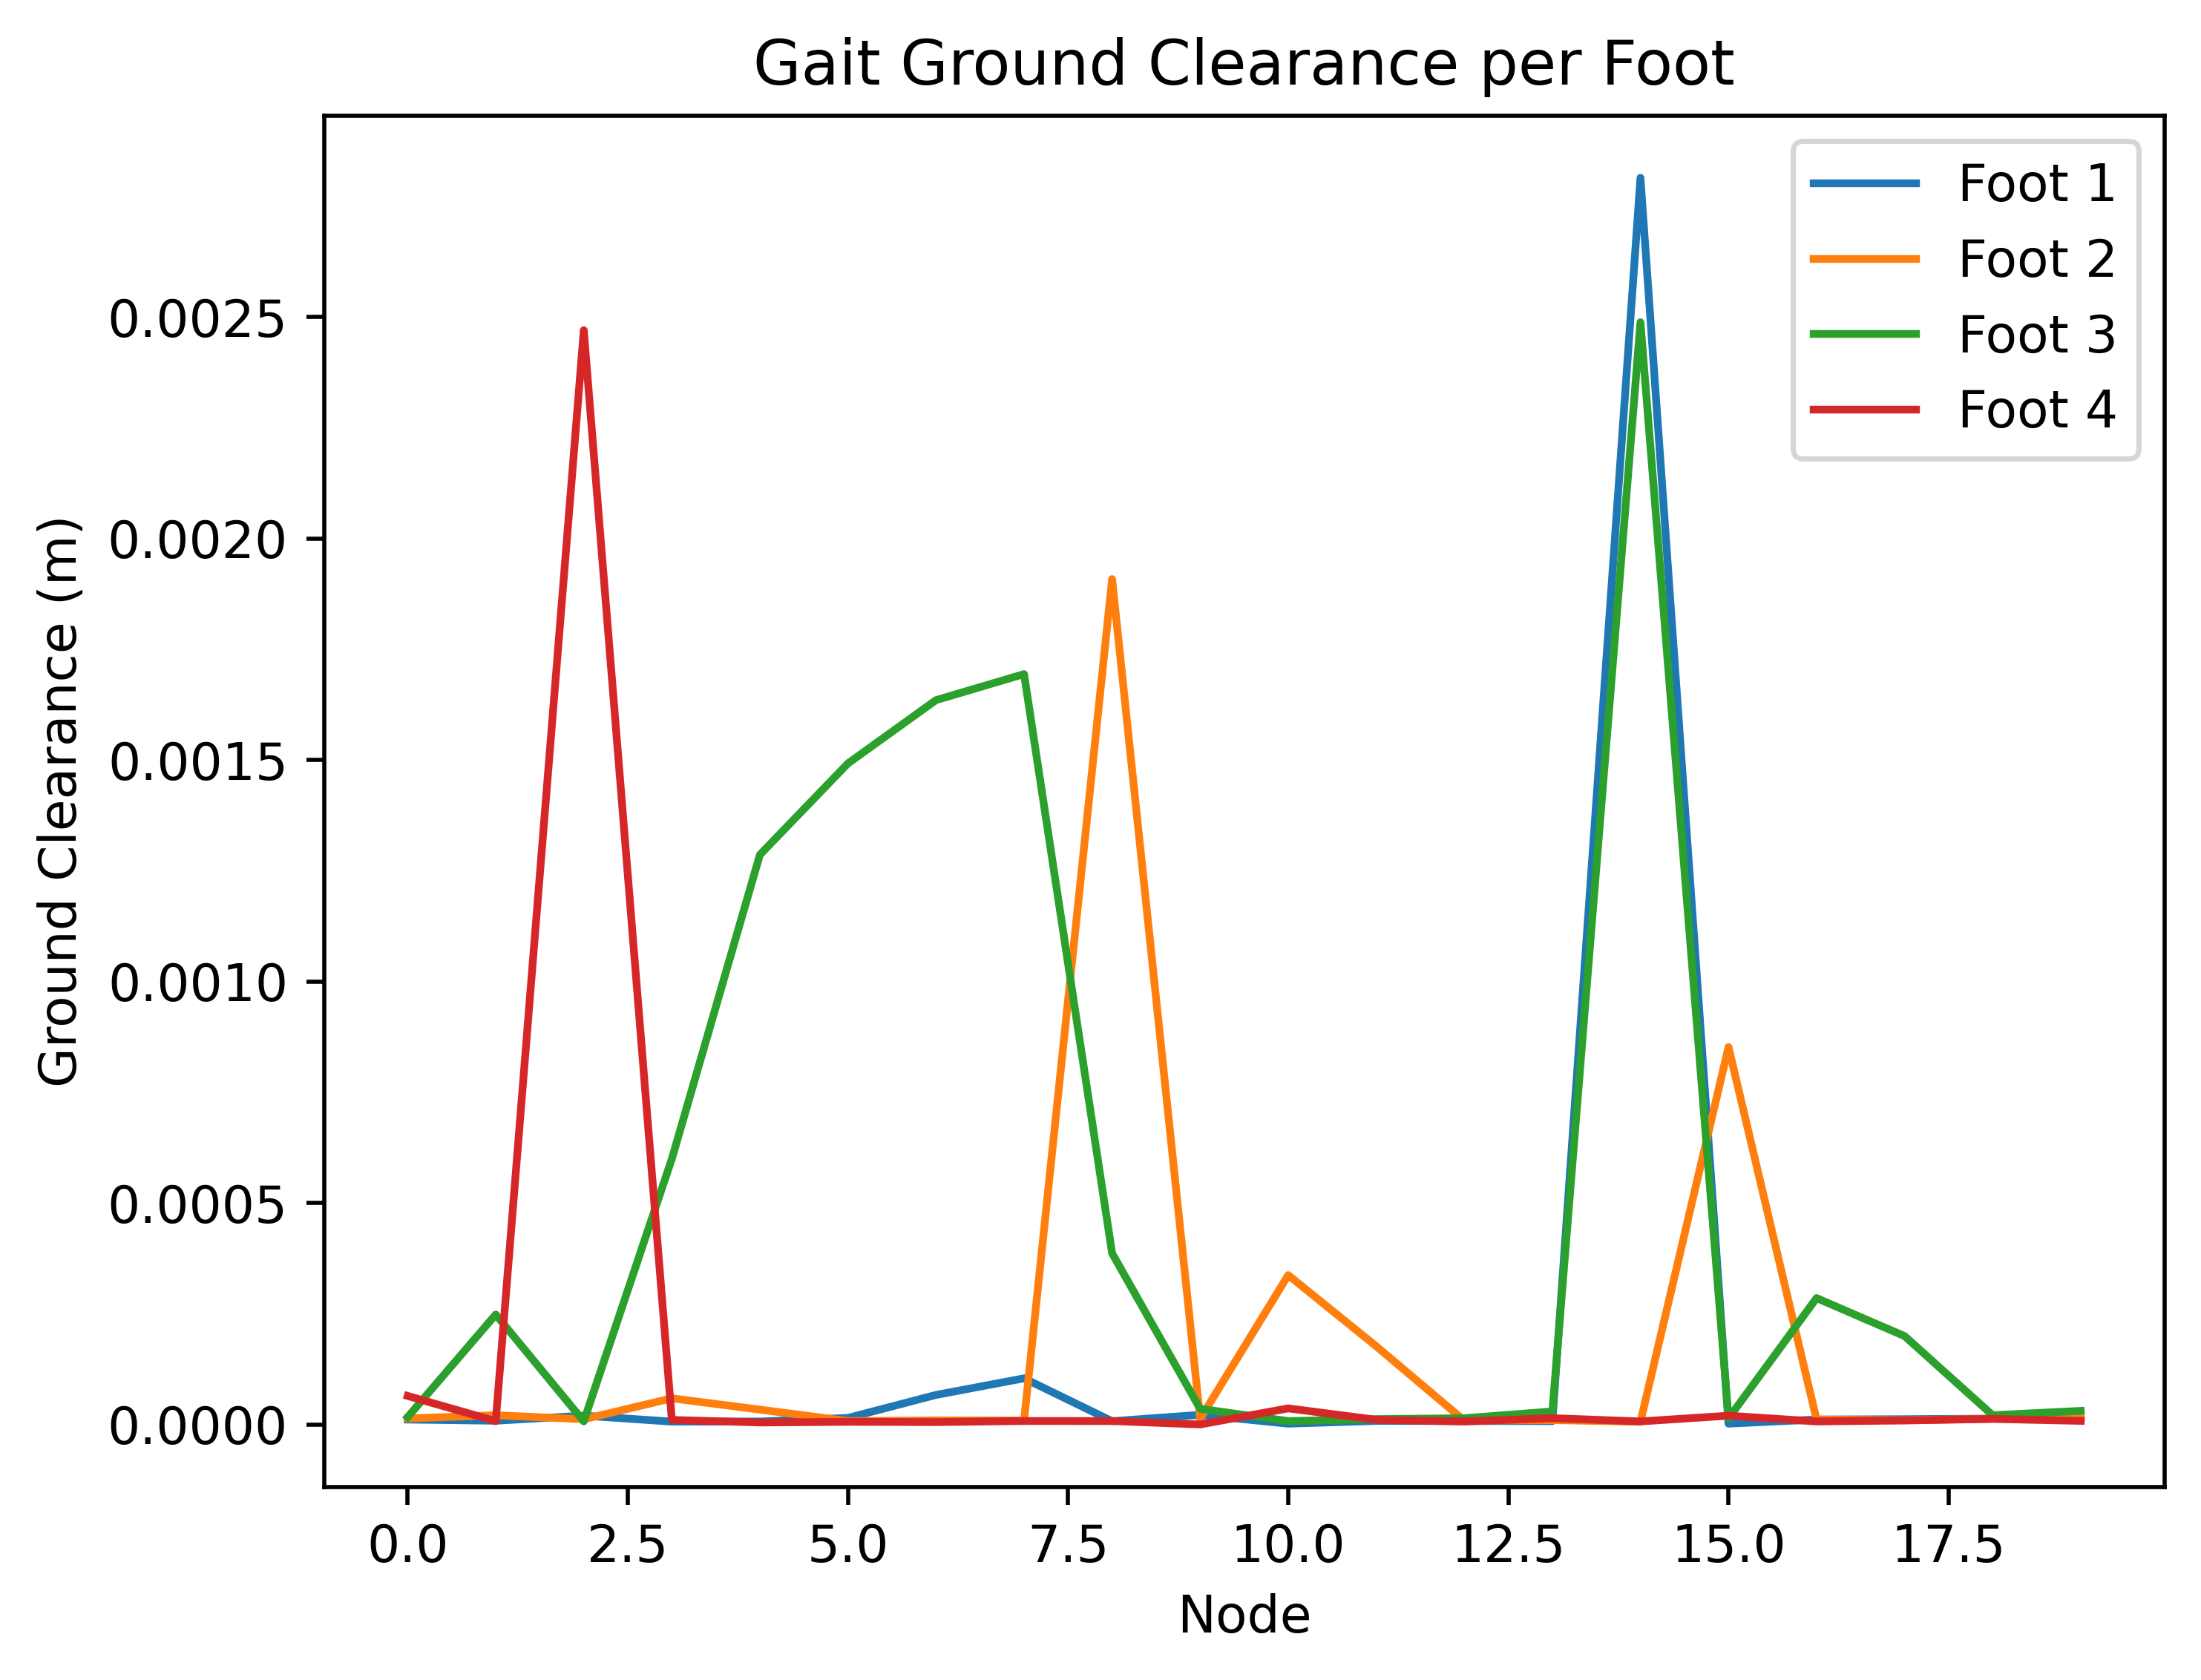 Gait Ground Clearance per Foot
Foot 1
Foot 2
Foot 3
Foot 4
Ground Clearance (m)
0.0025
0.0020
0.0015
0.0010
0.0005
0.0000
0.0 2.5 5.0 7.5 10.0 12.5 15.0 17.5
Node